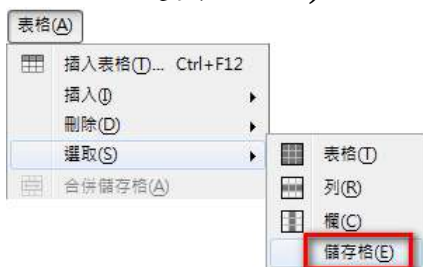 表格(A)
插入表格(T)... Ctrl+F12
插入(I)
刪除(D)
選取(S)
合併儲存格(A)
表格(T)
列(R)
欄(C)
儲存格(E)